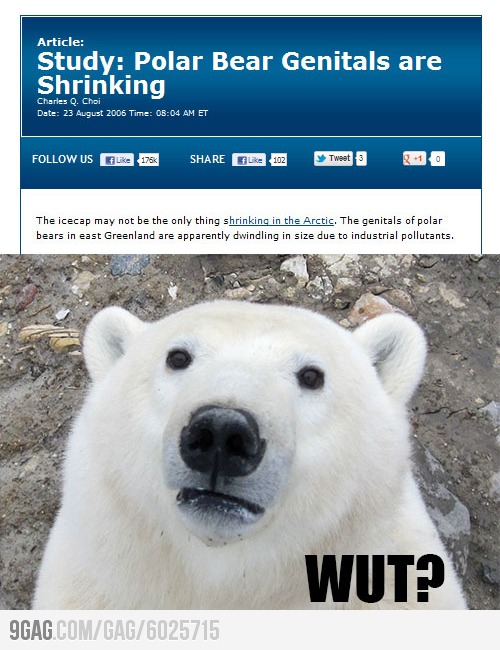 Article:
Study: Polar Bear Genitals are
Shrinking
Charles Q. Choi
Date: 23 August 2006 Time: 08:04 AM ET
FOLLOW US Like 176k SHARE Like 102 Tweet 3 +1 0
The icecap may not be the only thing shrinking in the Arctic. The genitals of polar
bears in east Greenland are apparently dwindling in size due to industrial pollutants.
WUT?
9GAG.COM/GAG/6025715